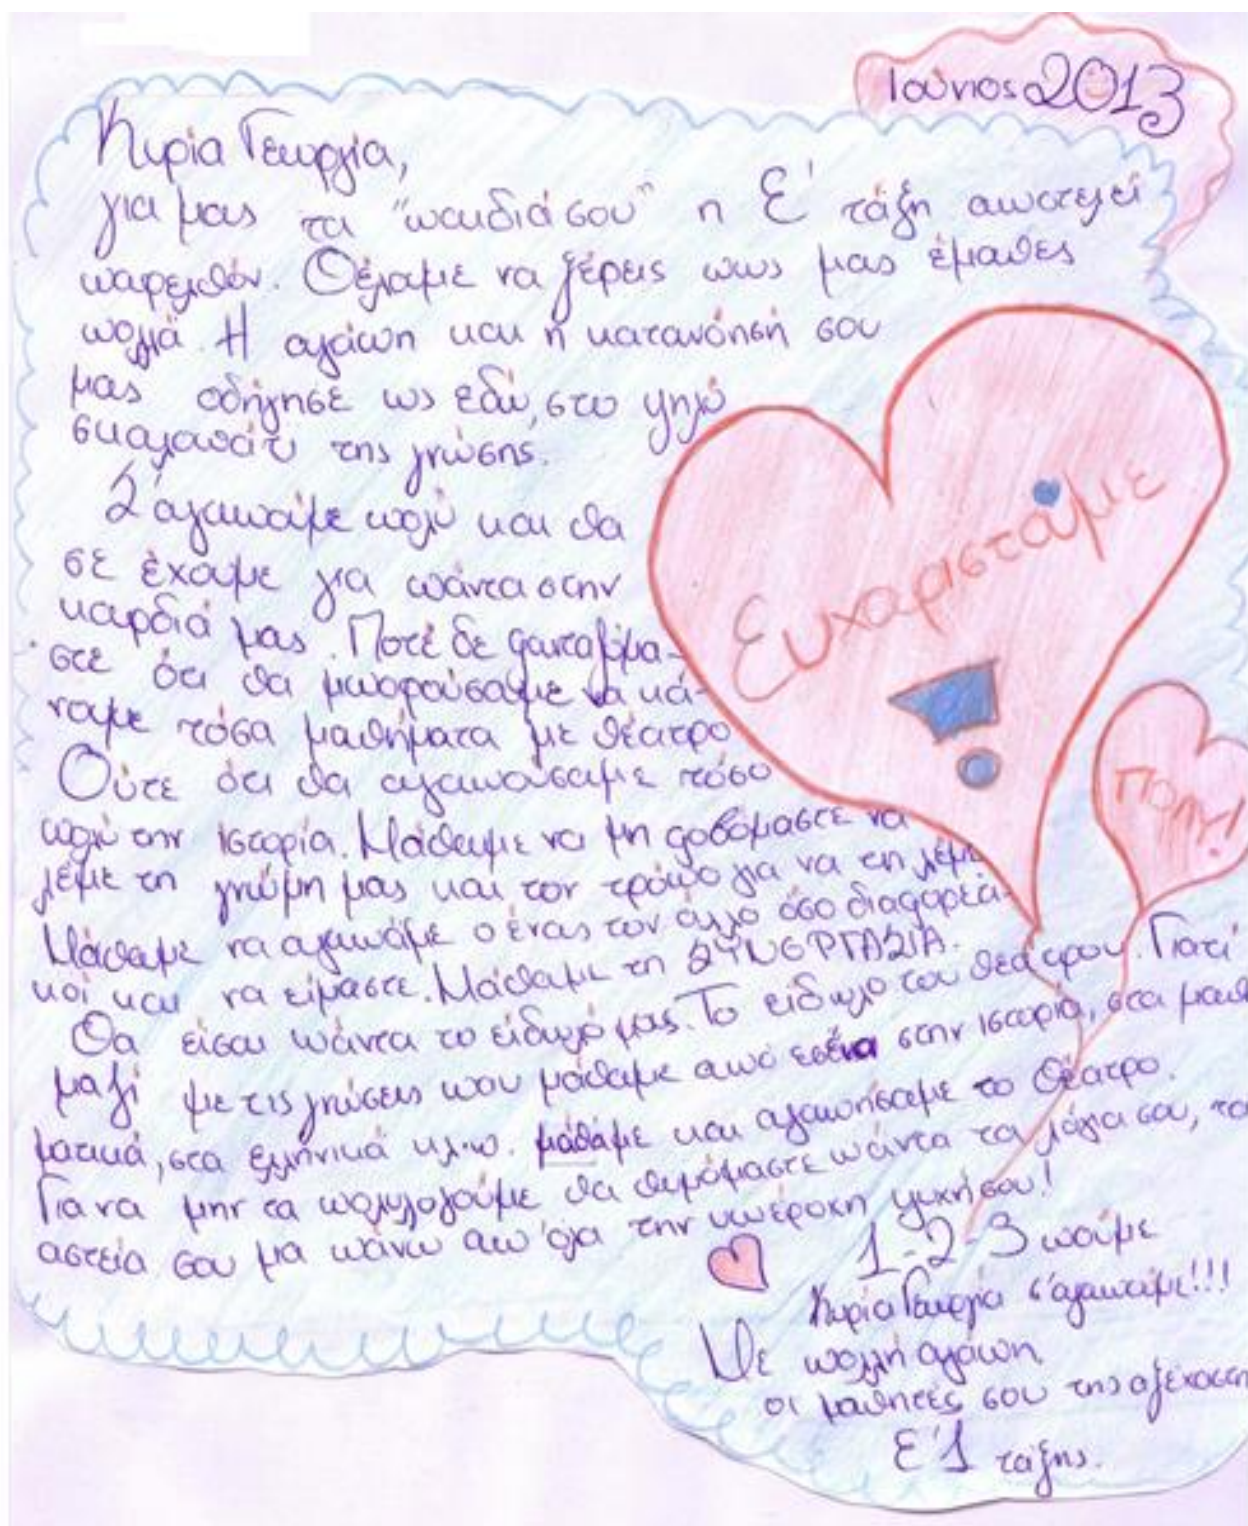 Ιούνιος 2013
Κυρία Γεωργία,
για μας τα "παιδιά σου" η Ε' τάξη αποτελεί
παρελθόν. Θέλαμε να ξέρεις πως μας έμαθες
πολλά. Η αγάπη και η κατανόησή σου
μας οδήγησε ως εδώ, στο ψηλό
σκαλοπάτι της γνώσης.
Σ'αγαπάμε πολύ και θα
σε έχουμε για πάντα στην
καρδιά μας. Ποτέ δε φανταζόμα-
στε ότι θα μπορούσαμε να κά-
ναμε τόσα μαθήματα με θέατρο
Ούτε ότι θα αγαπούσαμε τόσο
πολύ την ιστορία. Μάθαμε να μη φοβόμαστε να
λέμε τη γνώμη μας και τον τρόπο για να τη λέμε
Μάθαμε να αγαπάμε ο ένας τον άλλο όσο διαφορετι-
κοί και να είμαστε. Μάθαμε τη ΣΥΝΕΡΓΑΣΙΑ.
Θα είσαι πάντα το είδωλό μας. Το είδωλο του θεάτρου. Γιατί
μαζί με τις γνώσεις που μάθαμε από εσένα στην ιστορία, στα μαθη
ματικά, στα ελληνικά κ.λ.π. μάθαμε και αγαπήσαμε το θέατρο.
Για να μην τα πολυλογούμε θα θυμόμαστε πάντα τα λόγια σου, τα
αστεία σου μα πάνω απ'όλα την υπέροχη ψυχή σου!
1-2-3 πούμε
Κυρία Γεωργία σ'αγαπάμε!!!
Με πολλή αγάπη
οι μαθητές σου της αξέχαστη
Ε'1 τάξης.
Ευχαριστούμε
Πολύ!